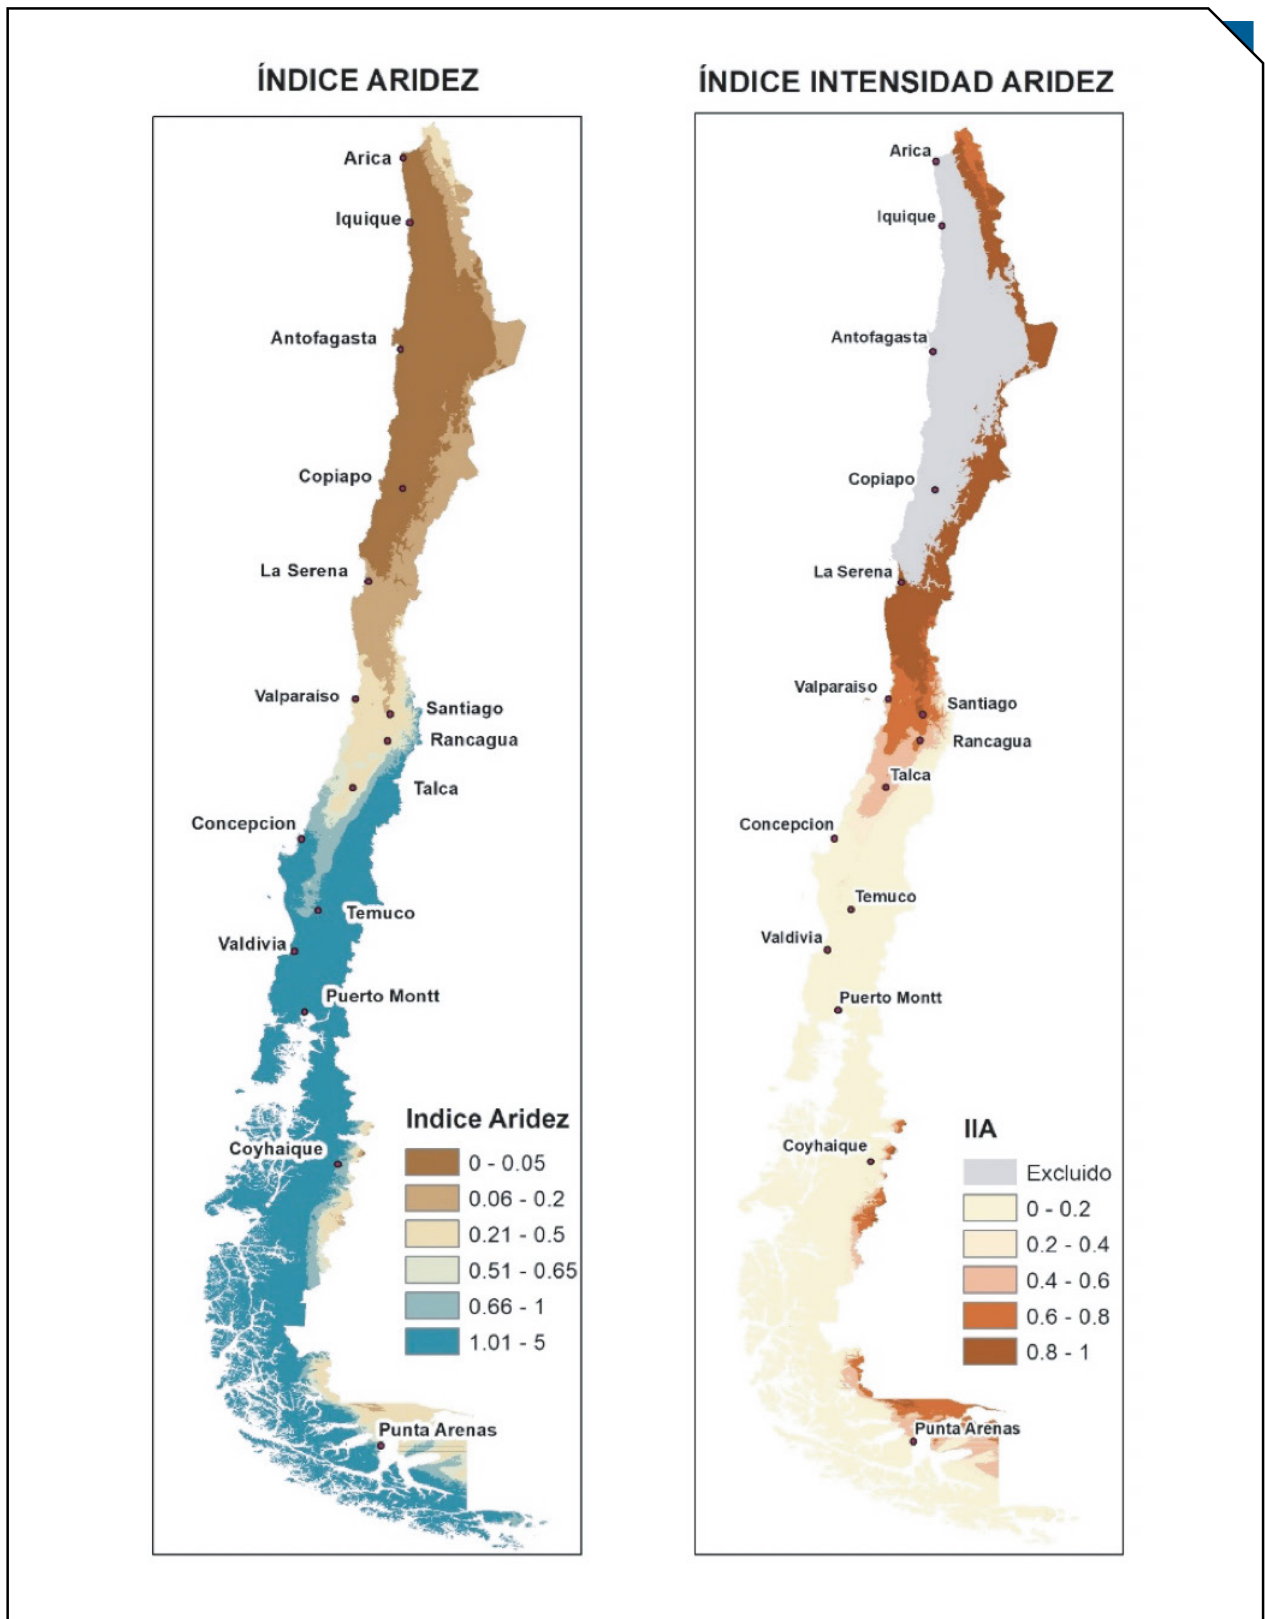 ÍNDICE ARIDEZ
Arica
Iquique
Antofagasta
Copiapo
La Serena
Valparaiso
Santiago
Rancagua
Talca
Concepcion
Temuco
Valdivia
Puerto Montt
Coyhaique
Punta Arenas
Indice Aridez
0 - 0.05
0.06 - 0.2
0.21 - 0.5
0.51 - 0.65
0.66 - 1
1.01 - 5
ÍNDICE INTENSIDAD ARIDEZ
Arica
Iquique
Antofagasta
Copiapo
La Serena
Valparaiso
Santiago
Rancagua
Talca
Concepcion
Temuco
Valdivia
Puerto Montt
Coyhaique
Punta Arenas
IIA
Excluido
0 - 0.2
0.2 - 0.4
0.4 - 0.6
0.6 - 0.8
0.8 - 1